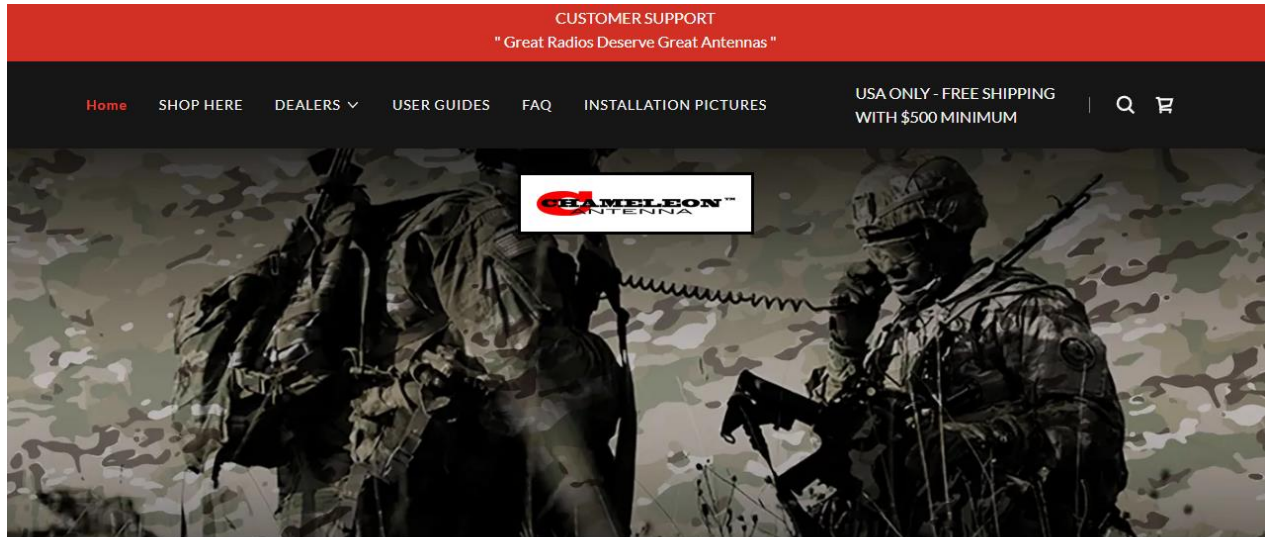 CUSTOMER SUPPORT
" Great Radios Deserve Great Antennas "
Home SHOP HERE DEALERS USER GUIDES FAQ INSTALLATION PICTURES
USA ONLY - FREE SHIPPING
WITH $500 MINIMUM
CHAMELEON™
ANTENNA